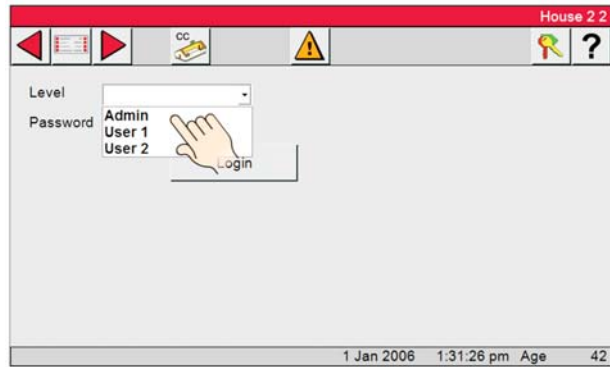 House 2 2
CC
?
Level
Admin
Password
User 1
User 2
Login
1 Jan 2006 1:31:26 pm Age 42